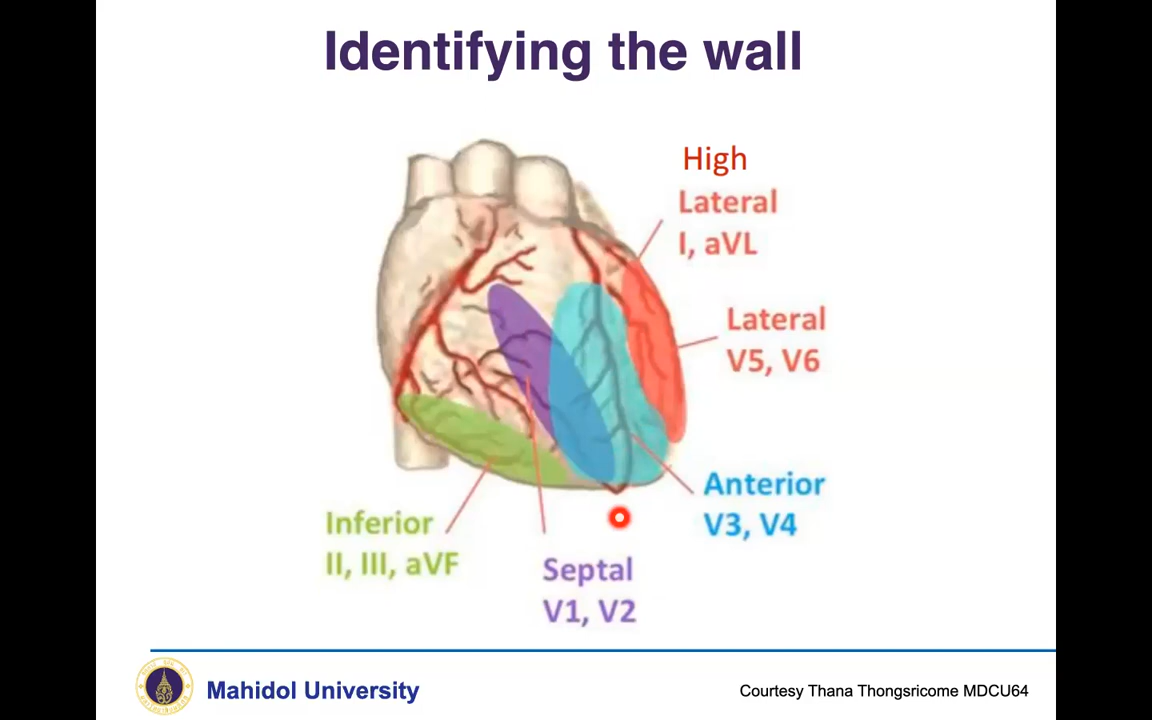 Identifying the wall
High
Lateral
I, aVL
Lateral
V5, V6
Anterior
V3, V4
Inferior
II, III, aVF
Septal
V1, V2
Mahidol University
Courtesy Thana Thongsricome MDCU64